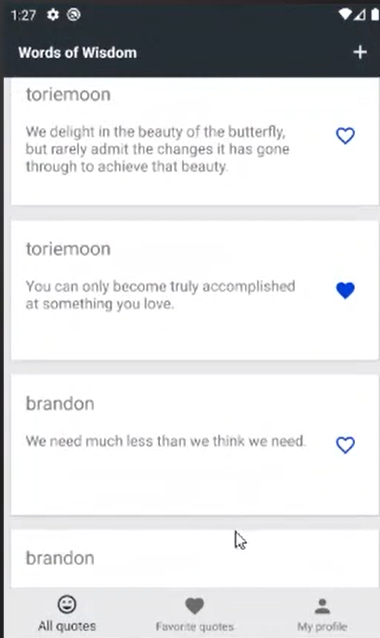 1:27
Words of Wisdom
toriemoon
We delight in the beauty of the butterfly,
but rarely admit the changes it has gone
through to achieve that beauty.
toriemoon
You can only become truly accomplished
at something you love.
brandon
We need much less than we think we need.
brandon
All quotes
Favorite quotes
My profile